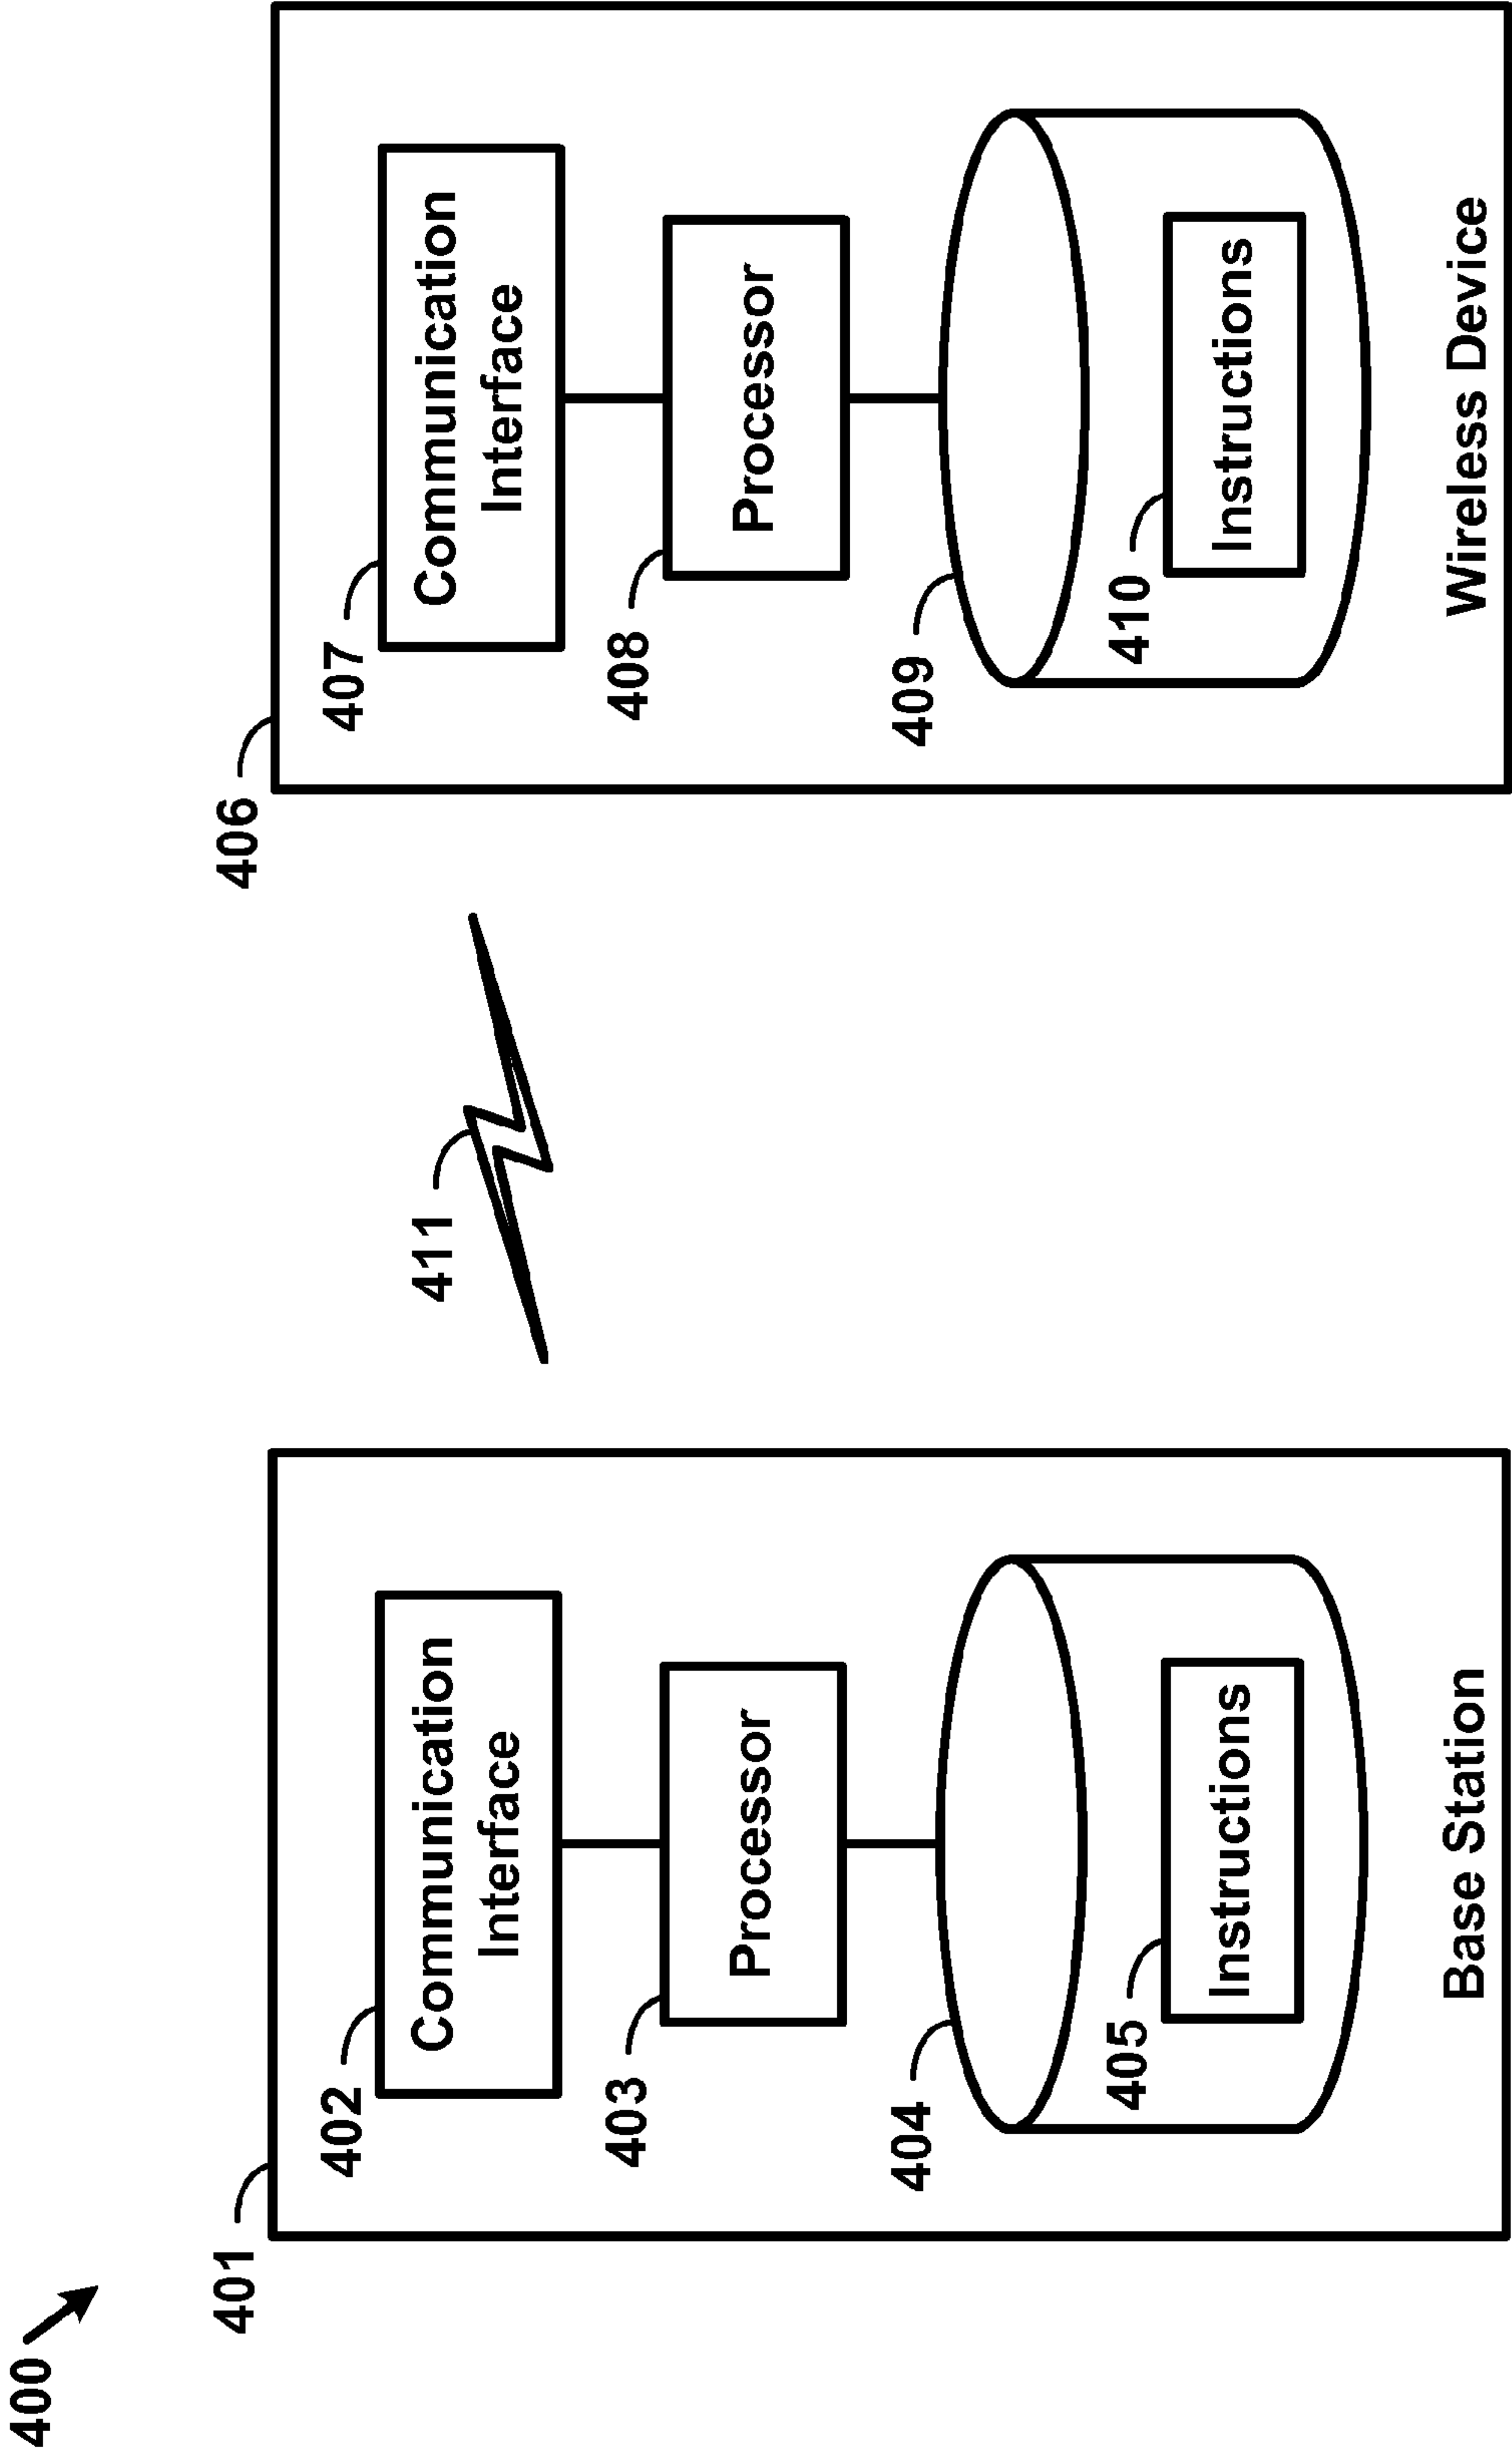 400
401
402
Communication
Interface
403
Processor
404
405
Instructions
Base Station
411
406
407
Communication
Interface
408
Processor
409
410
Instructions
Wireless Device